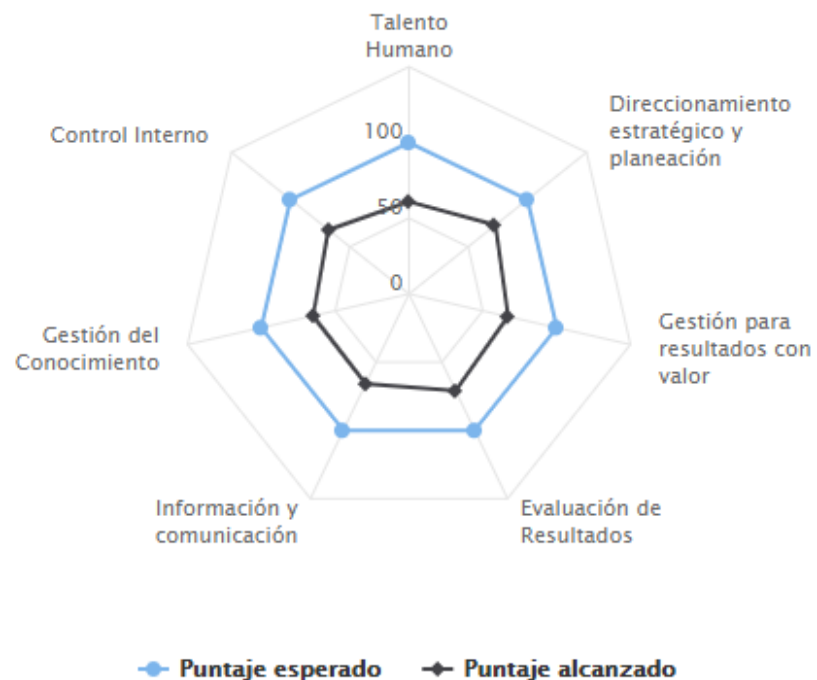 Talento
Humano
Direccionamiento
estratégico y
planeación
Control Interno
100
50
0
Gestión para
resultados con
valor
Gestión del
Conocimiento
Información y
comunicación
Evaluación de
Resultados
Puntaje esperado
Puntaje alcanzado